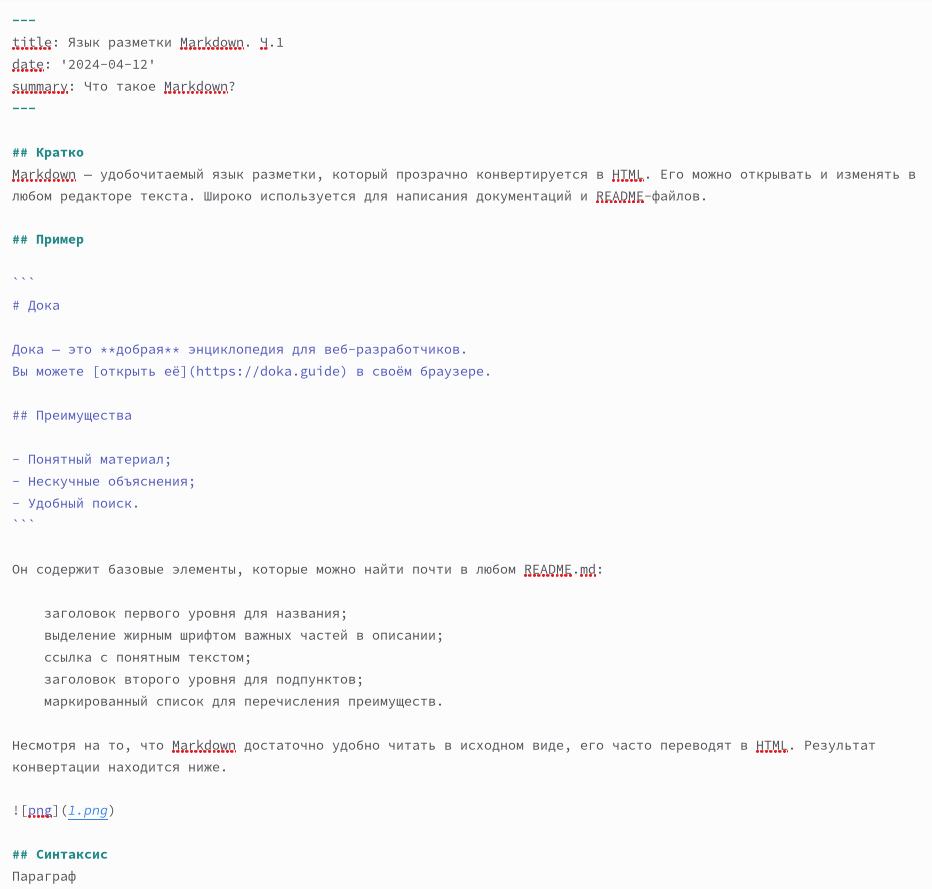 ---
title: Язык разметки Markdown. Ч.1
date: '2024-04-12'
summary: Что такое Markdown?
---
## Кратко
Markdown — удобочитаемый язык разметки, который прозрачно конвертируется в HTML. Его можно открывать и изменять в
любом редакторе текста. Широко используется для написания документаций и README-файлов.
## Пример
```
# Дока
Дока — это **добрая** энциклопедия для веб-разработчиков.
Вы можете [открыть её](https://doka.guide) в своём браузере.
## Преимущества
- Понятный материал;
- Нескучные объяснения;
- Удобный поиск.
```
Он содержит базовые элементы, которые можно найти почти в любом README.md:
заголовок первого уровня для названия;
выделение жирным шрифтом важных частей в описании;
ссылка с понятным текстом;
заголовок второго уровня для подпунктов;
маркированный список для перечисления преимуществ.
Несмотря на то, что Markdown достаточно удобно читать в исходном виде, его часто переводят в HTML. Результат
конвертации находится ниже.
![png](1.png)
## Синтаксис
Параграф